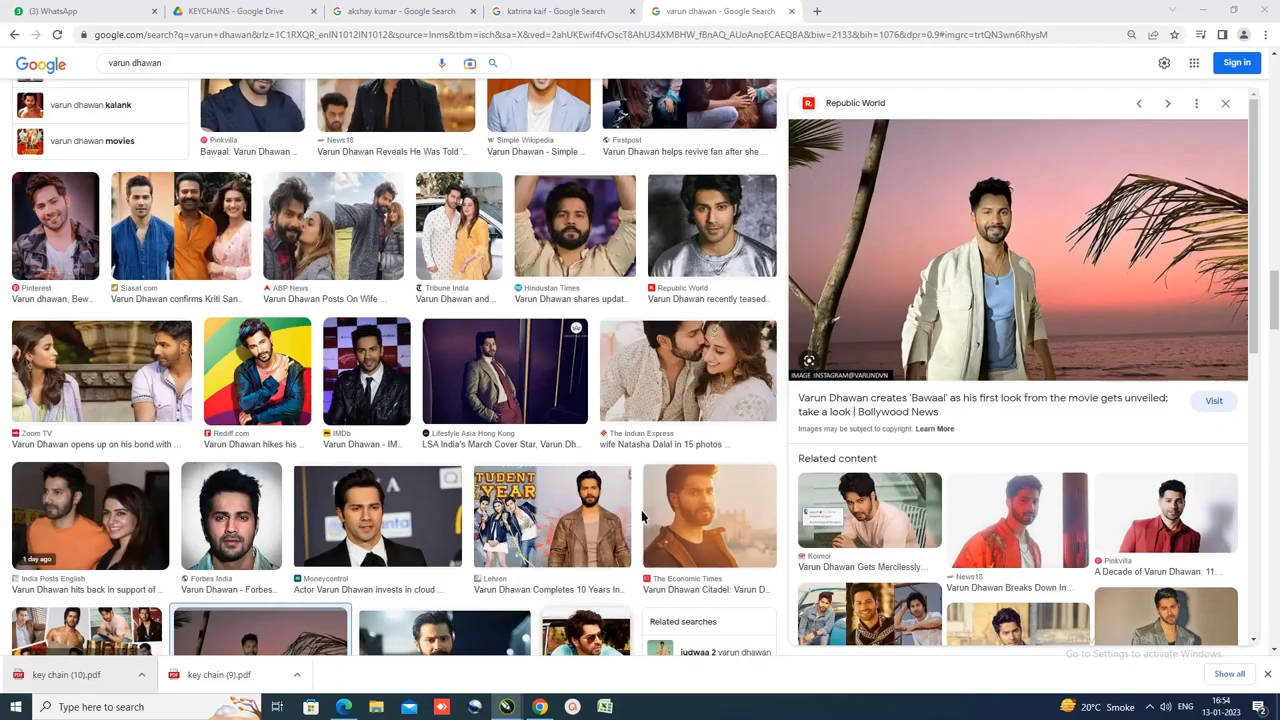 (3) WhatsApp
KEYCHAINS - Google Drive
akshay kumar - Google Search
katrina kaif - Google Search
varun dhawan - Google Search
google.com/search?q=varun+dhawan&rlz=1C1RXQR_enIN1012IN1012&source=lnms&tbm=isch&sa=X&ved=2ahUKEwif4fvOscT8AhU34XMBHW_fBnAQ_AUoAnoECAEQBA&biw=2133&bih=1076&dpr=0.9#imgrc=trtQN3wn6RhysM
Google
varun dhawan
Sign in
varun dhawan kalank
varun dhawan movies
Pinkvilla
Bawaal: Varun Dhawan ...
News18
Varun Dhawan Reveals He Was Told '...
Simple Wikipedia
Varun Dhawan - Simple ...
Firstpost
Varun Dhawan helps revive fan after she ...
Pinterest
Varun dhawan, Bew...
Siasat.com
Varun Dhawan confirms Kriti San...
ABP News
Varun Dhawan Posts On Wife ...
Tribune India
Varun Dhawan and ...
Hindustan Times
Varun Dhawan shares updat...
Republic World
Varun Dhawan recently teased...
Zoom TV
Varun Dhawan opens up on his bond with ...
Rediff.com
Varun Dhawan hikes his ...
IMDb
Varun Dhawan - IM...
Lifestyle Asia Hong Kong
LSA India's March Cover Star, Varun Dh...
The Indian Express
wife Natasha Dalal in 15 photos ...
STUDENT
YEAR
1 day ago
India Posts English
Varun Dhawan hits back in support of ...
Forbes India
Varun Dhawan - Forbes...
Moneycontrol
Actor Varun Dhawan invests in cloud ...
Lehren
Varun Dhawan Completes 10 Years In...
The Economic Times
Varun Dhawan Citadel: Varun D...
Related searches
judwaa 2 varun dhawan
R.
Republic World
IMAGE :INSTAGRAM@VARUNDVN
Varun Dhawan creates 'Bawaal' as his first look from the movie gets unveiled;
take a look | Bollywood News
Visit
Images may be subject to copyright. Learn More
Related content
Koimoi
Varun Dhawan Gets Mercilessly...
News18
Varun Dhawan Breaks Down In...
Pinkvilla
A Decade of Varun Dhawan: 11...
Go to Settings to activate Windows.
key chain (10).pdf
key chain (9).pdf
Show all
Type here to search
20°C Smoke
ENG
16:54
13-01-2023
2